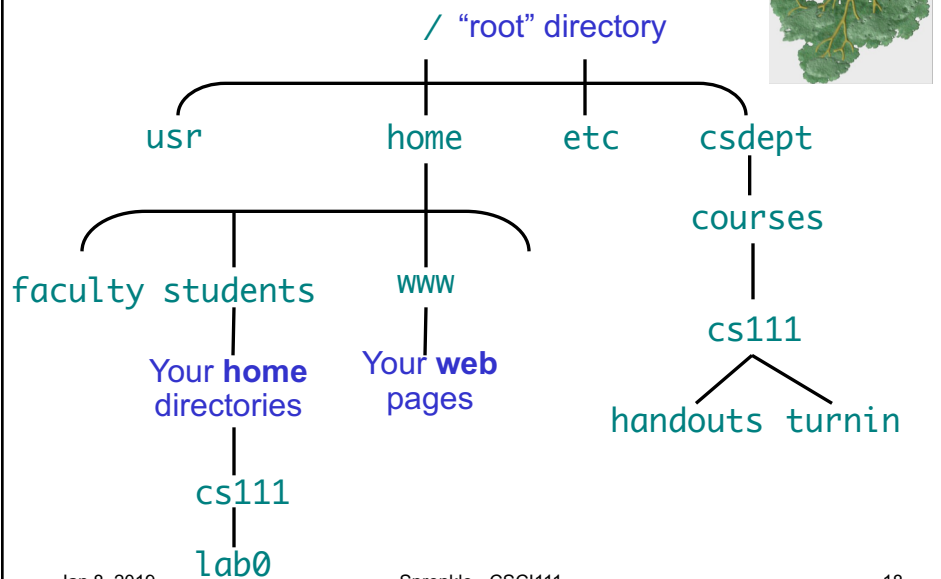 / “root” directory
usr home etc csdept
courses
faculty students www
cs111
Your home
directories
Your web
pages
handouts turnin
cs111
lab0